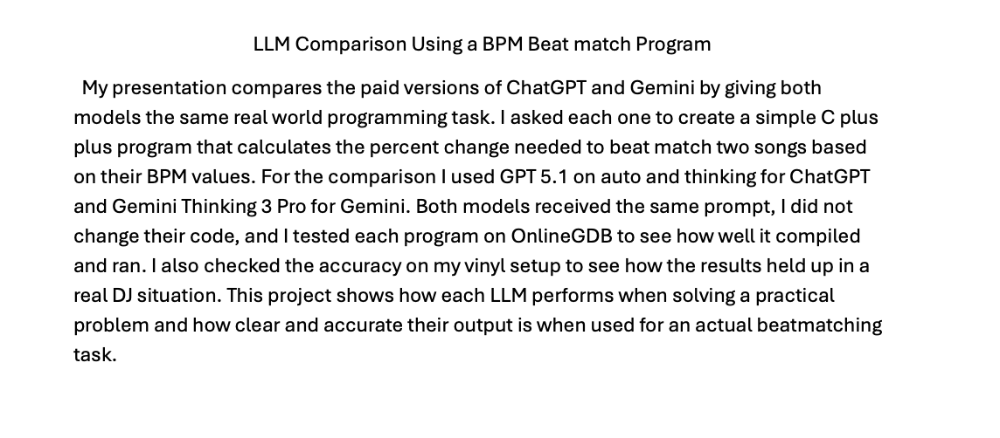 LLM Comparison Using a BPM Beat match Program
My presentation compares the paid versions of ChatGPT and Gemini by giving both
models the same real world programming task. I asked each one to create a simple C plus
plus program that calculates the percent change needed to beat match two songs based
on their BPM values. For the comparison I used GPT 5.1 on auto and thinking for ChatGPT
and Gemini Thinking 3 Pro for Gemini. Both models received the same prompt, I did not
change their code, and I tested each program on OnlineGDB to see how well it compiled
and ran. I also checked the accuracy on my vinyl setup to see how the results held up in a
real DJ situation. This project shows how each LLM performs when solving a practical
problem and how clear and accurate their output is when used for an actual beatmatching
task.